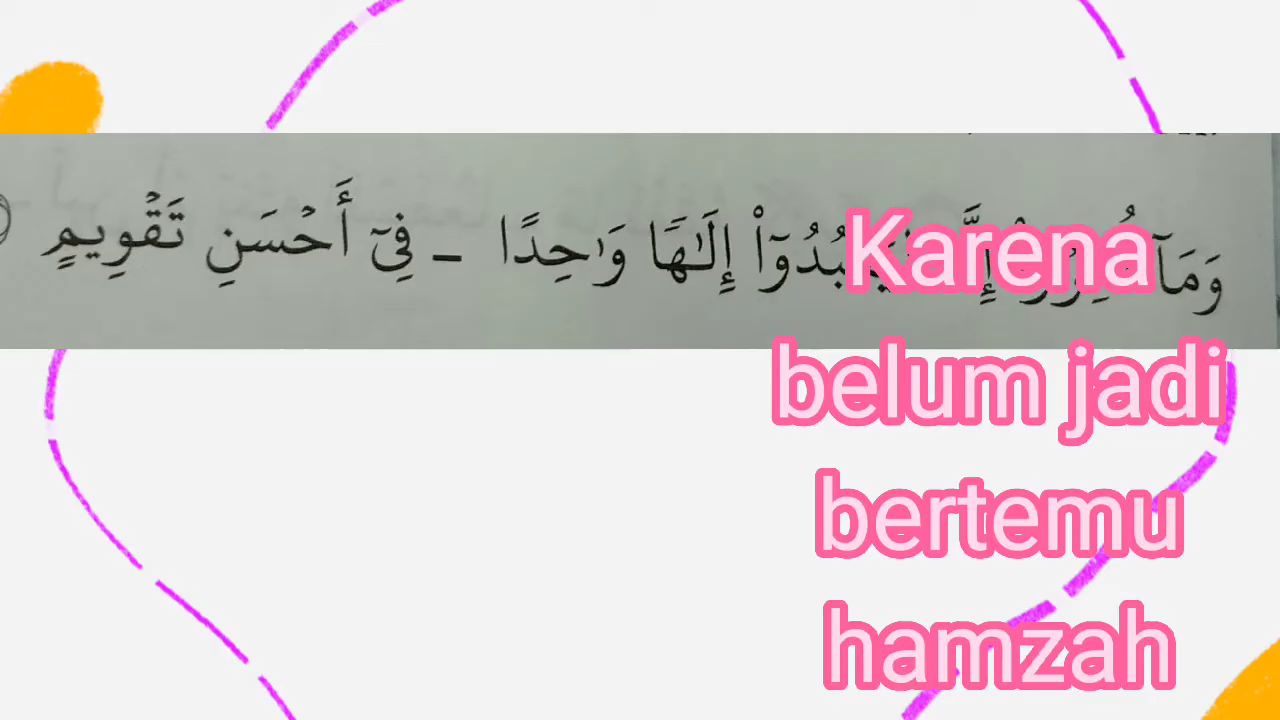 وَمَآ إِلَّا إِلَٰهًا وَٰحِدًا ـ فِىٓ أَحْسَنِ تَقْوِيمٍ
Karena
belum jadi
bertemu
hamzah